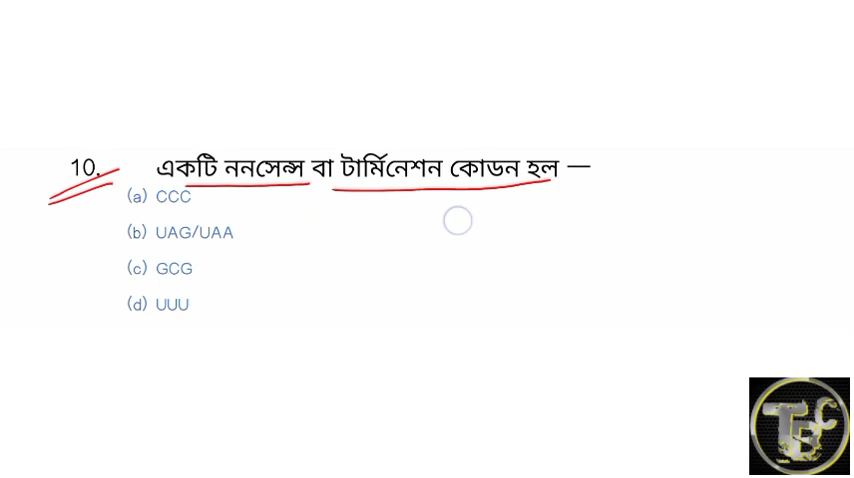 10. একটি ননসেন্স বা টার্মিনেশন কোডন হল —
(a) CCC
(b) UAG/UAA
(c) GCG
(d) UUU